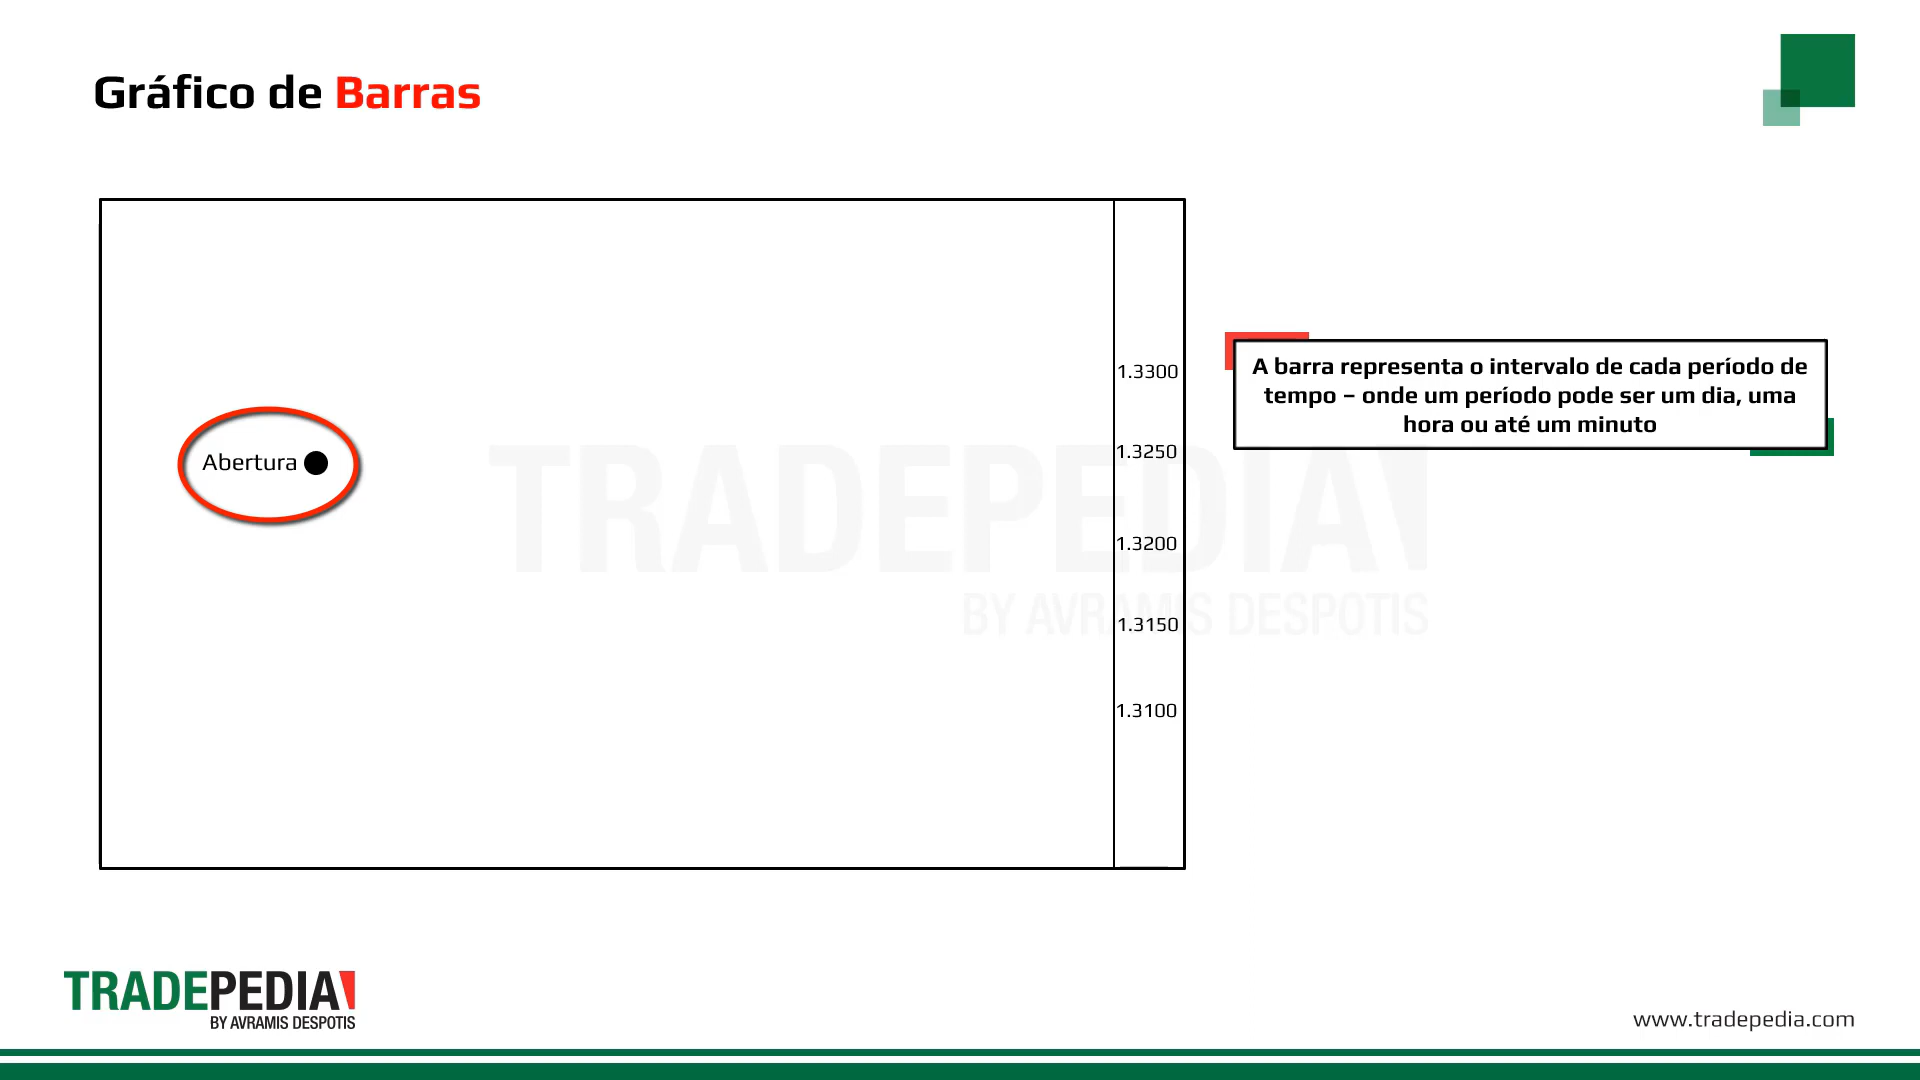 Gráfico de Barras
1.3300
1.3250
1.3200
1.3150
1.3100
Abertura
A barra representa o intervalo de cada período de
tempo – onde um período pode ser um dia, uma
hora ou até um minuto
TRADEPEDIA
BY AVRAMIS DESPOTIS
TRADEPEDIA
BY AVRAMIS DESPOTIS
www.tradepedia.com